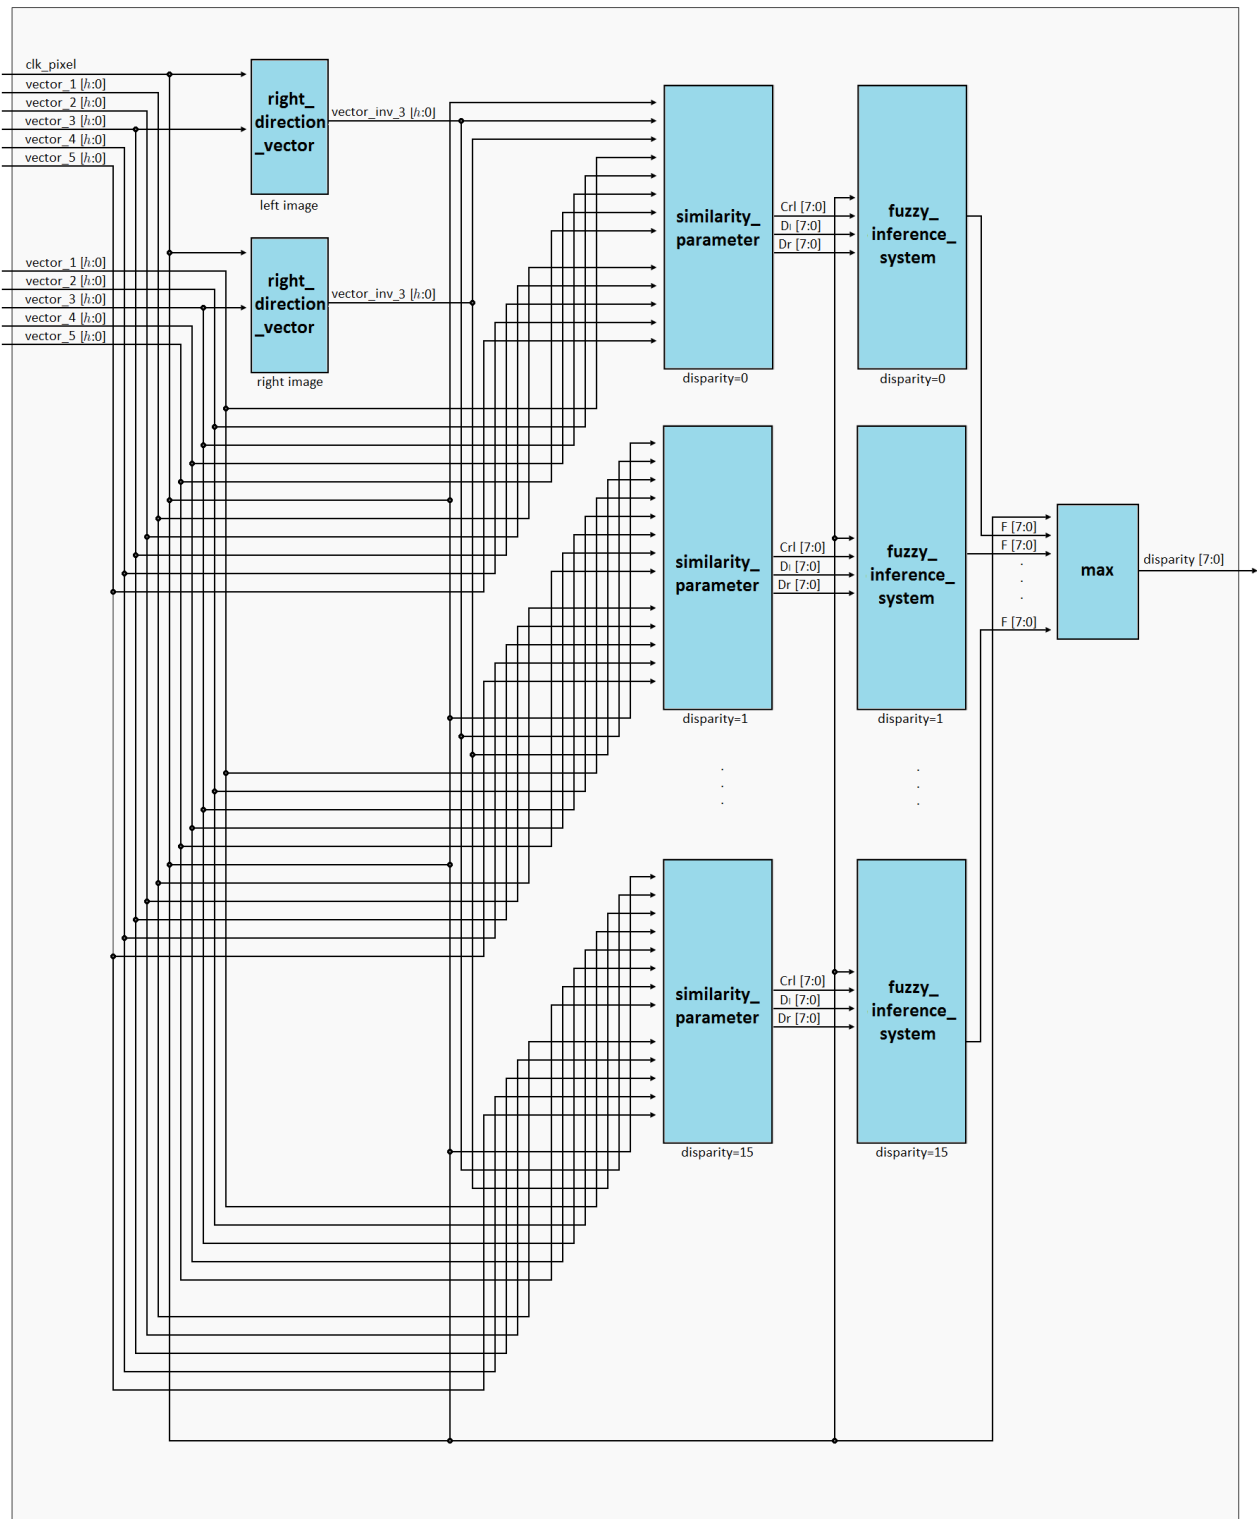 clk_pixel
vector_1 [h:0]
vector_2 [h:0]
vector_3 [h:0]
vector_4 [h:0]
vector_5 [h:0]
right_
direction
_vector
left image
vector_inv_3 [h:0]
vector_1 [h:0]
vector_2 [h:0]
vector_3 [h:0]
vector_4 [h:0]
vector_5 [h:0]
right_
direction
_vector
right image
vector_inv_3 [h:0]
similarity_
parameter
disparity=0
Crl [7:0]
Dl [7:0]
Dr [7:0]
fuzzy_
inference_
system
disparity=0
similarity_
parameter
disparity=1
Crl [7:0]
Dl [7:0]
Dr [7:0]
fuzzy_
inference_
system
disparity=1
.
.
.
.
.
.
similarity_
parameter
disparity=15
Crl [7:0]
Dl [7:0]
Dr [7:0]
fuzzy_
inference_
system
disparity=15
F [7:0]
F [7:0]
.
.
.
F [7:0]
max
disparity [7:0]